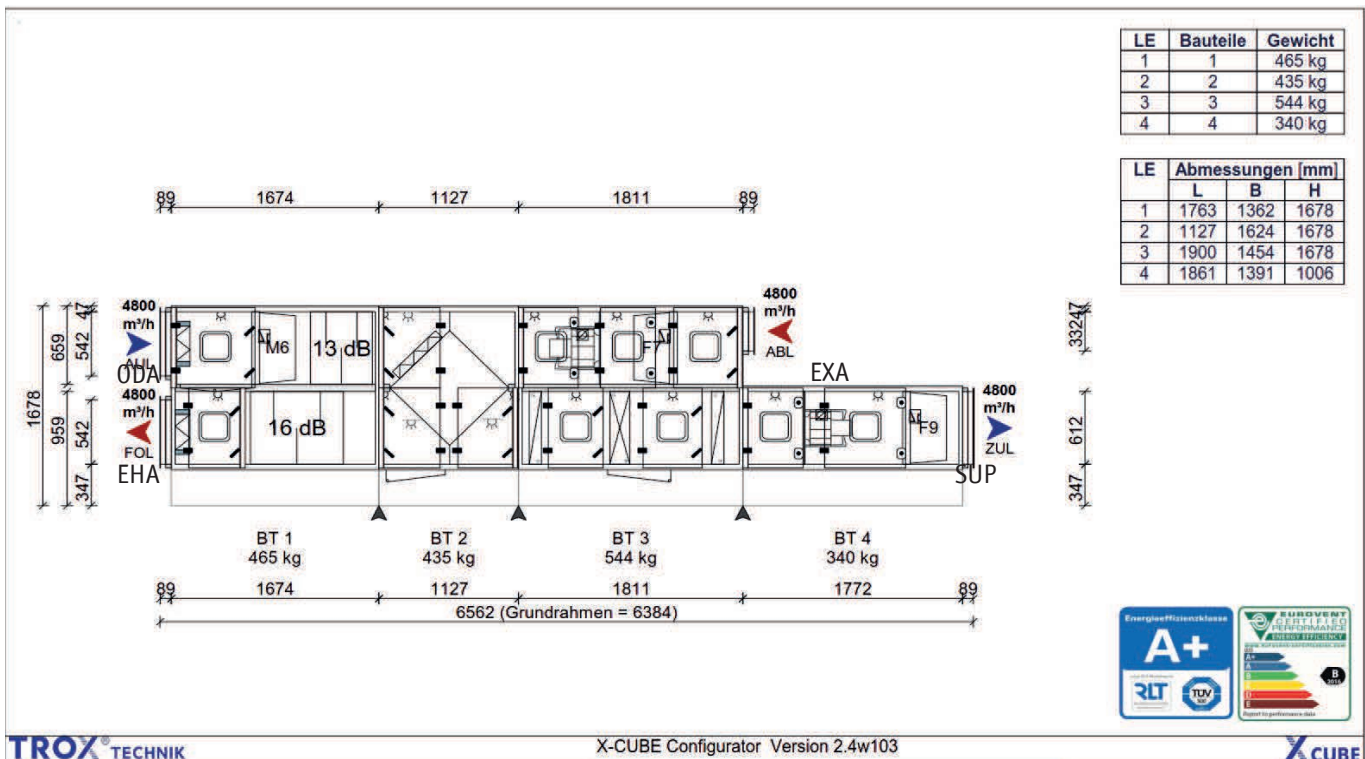 LE Bauteile Gewicht
1 1 465 kg
2 2 435 kg
3 3 544 kg
4 4 340 kg
LE Abmessungen [mm]
L B H
1 1763 1362 1678
2 1127 1624 1678
3 1900 1454 1678
4 1861 1391 1006
89 1674 1127 1811 89
1678
659
959
47
542
542
347
4800
m³/h
AUL
ODA
4800
m³/h
FOL
EHA
M6
13 dB
16 dB
F7
4800
m³/h
ABL
EXA
F9
4800
m³/h
ZUL
SUP
47
332
612
347
BT 1
465 kg
BT 2
435 kg
BT 3
544 kg
BT 4
340 kg
89 1674 1127 1811 1772 89
6562 (Grundrahmen = 6384)
Energieeffizienzklasse
A+
RLT
TÜV
EUROVENT
CERTIFIED
PERFORMANCE
ENERGY EFFICIENCY
A+
A
B
D
E
B
2016
TROX® TECHNIK
X-CUBE Configurator Version 2.4w103
X CUBE